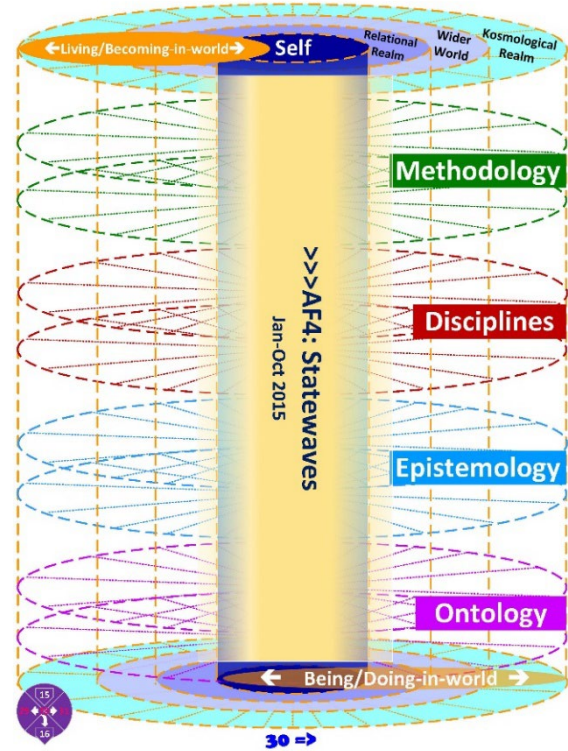 ←Living/Becoming-in-world→
Self
Relational
Realm
Wider
World
Kosmological
Realm
Methodology
>>>AF4: Statewaves
Jan-Oct 2015
Disciplines
Epistemology
Ontology
← Being/Doing-in-world →
15
16
30 =>